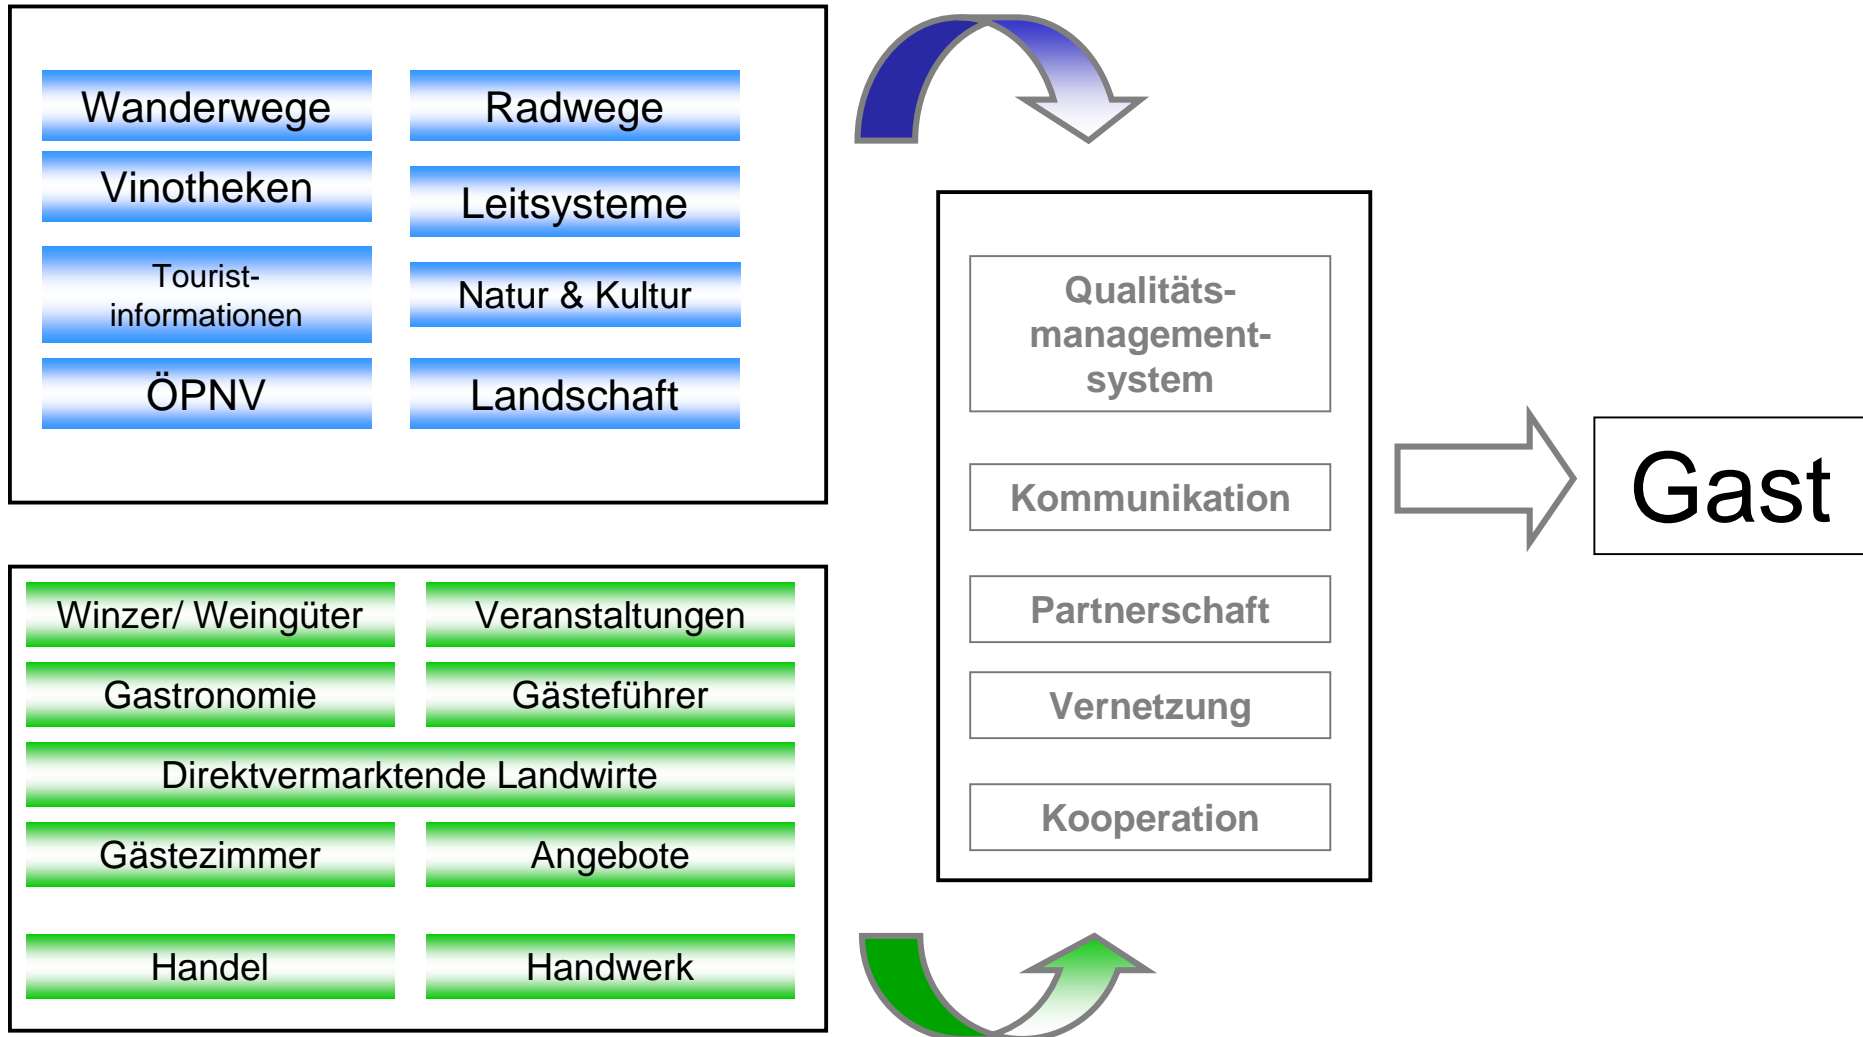 Wanderwege
Radwege
Vinotheken
Leitsysteme
Tourist-
informationen
Natur & Kultur
ÖPNV
Landschaft
Winzer/ Weingüter
Veranstaltungen
Gastronomie
Gästeführer
Direktvermarktende Landwirte
Gästezimmer
Angebote
Handel
Handwerk
Qualitäts-
management-
system
Kommunikation
Partnerschaft
Vernetzung
Kooperation
Gast